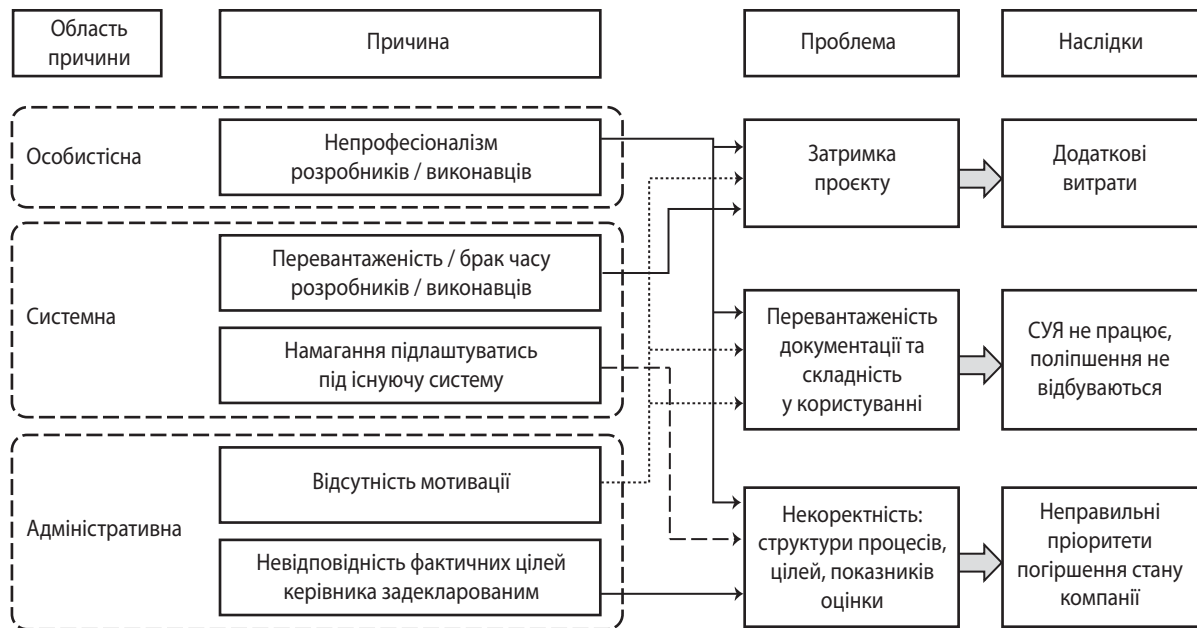 Область
причини
Причина
Проблема
Наслідки
Особистісна
Непрофесіоналізм
розробників / виконавців
Затримка
проєкту
Додаткові
витрати
Системна
Перевантаженість / брак часу
розробників / виконавців
Намагання підлаштуватись
під існуючу систему
Перевантаженість
документації та
складність
у користуванні
СУЯ не працює,
поліпшення не
відбуваються
Адміністративна
Відсутність мотивації
Невідповідність фактичних цілей
керівника задекларованим
Некоректність:
структури процесів,
цілей, показників
оцінки
Неправильні
пріоритети
погіршення стану
компанії